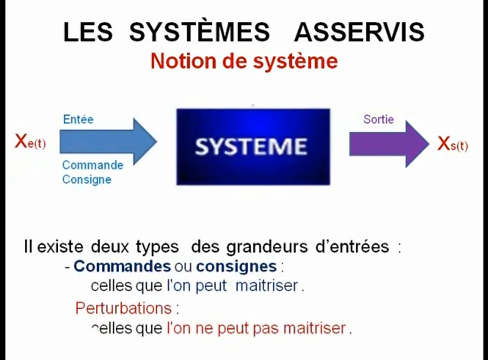 LES SYSTÈMES ASSERVIS
Notion de système
Entée
Sortie
Xe(t)
SYSTEME
Xs(t)
Commande
Consigne
Il existe deux types des grandeurs d'entrées :
- Commandes ou consignes :
celles que l'on peut maitriser.
Perturbations :
celles que l'on ne peut pas maitriser.